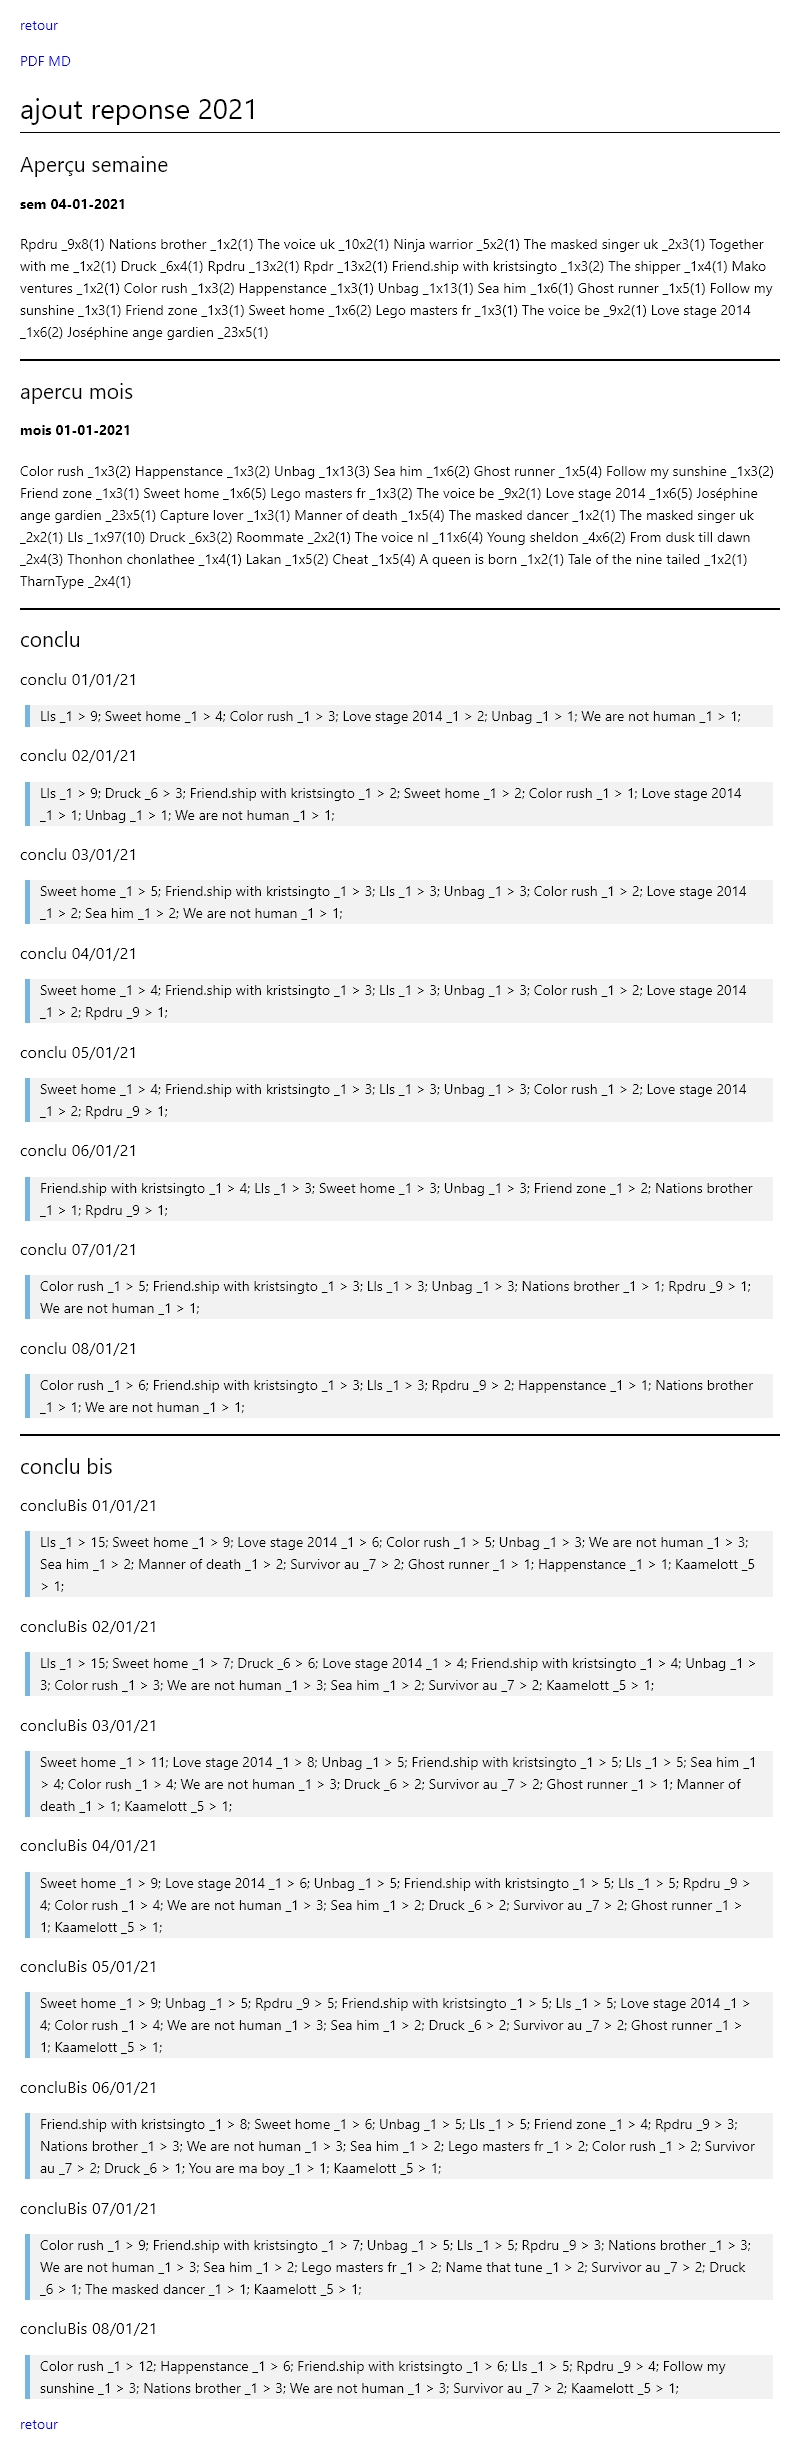 retour
PDF MD
ajout reponse 2021
Aperçu semaine
sem 04-01-2021
Rpdru _9x8(1) Nations brother _1x2(1) The voice uk _10x2(1) Ninja warrior _5x2(1) The masked singer uk _2x3(1) Together
with me _1x2(1) Druck _6x4(1) Rpdru _13x2(1) Rpdr _13x2(1) Friend.ship with kristsingto _1x3(2) The shipper _1x4(1) Mako
ventures _1x2(1) Color rush _1x3(2) Happenstance _1x3(1) Unbag _1x13(1) Sea him _1x6(1) Ghost runner _1x5(1) Follow my
sunshine _1x3(1) Friend zone _1x3(1) Sweet home _1x6(2) Lego masters fr _1x3(1) The voice be _9x2(1) Love stage 2014
_1x6(2) Joséphine ange gardien _23x5(1)
apercu mois
mois 01-01-2021
Color rush _1x3(2) Happenstance _1x3(2) Unbag _1x13(3) Sea him _1x6(2) Ghost runner _1x5(4) Follow my sunshine _1x3(2)
Friend zone _1x3(1) Sweet home _1x6(5) Lego masters fr _1x3(2) The voice be _9x2(1) Love stage 2014 _1x6(5) Joséphine
ange gardien _23x5(1) Capture lover _1x3(1) Manner of death _1x5(4) The masked dancer _1x2(1) The masked singer uk
_2x2(1) Lls _1x97(10) Druck _6x3(2) Roommate _2x2(1) The voice nl _11x6(4) Young sheldon _4x6(2) From dusk till dawn
_2x4(3) Thonhon chonlathee _1x4(1) Lakan _1x5(2) Cheat _1x5(4) A queen is born _1x2(1) Tale of the nine tailed _1x2(1)
TharnType _2x4(1)
conclu
conclu 01/01/21
Lls _1 > 9; Sweet home _1 > 4; Color rush _1 > 3; Love stage 2014 _1 > 2; Unbag _1 > 1; We are not human _1 > 1;
conclu 02/01/21
Lls _1 > 9; Druck _6 > 3; Friend.ship with kristsingto _1 > 2; Sweet home _1 > 2; Color rush _1 > 1; Love stage 2014
_1 > 1; Unbag _1 > 1; We are not human _1 > 1;
conclu 03/01/21
Sweet home _1 > 5; Friend.ship with kristsingto _1 > 3; Lls _1 > 3; Unbag _1 > 3; Color rush _1 > 2; Love stage 2014
_1 > 2; Sea him _1 > 2; We are not human _1 > 1;
conclu 04/01/21
Sweet home _1 > 4; Friend.ship with kristsingto _1 > 3; Lls _1 > 3; Unbag _1 > 3; Color rush _1 > 2; Love stage 2014
_1 > 2; Rpdru _9 > 1;
conclu 05/01/21
Sweet home _1 > 4; Friend.ship with kristsingto _1 > 3; Lls _1 > 3; Unbag _1 > 3; Color rush _1 > 2; Love stage 2014
_1 > 2; Rpdru _9 > 1;
conclu 06/01/21
Friend.ship with kristsingto _1 > 4; Lls _1 > 3; Sweet home _1 > 3; Unbag _1 > 3; Friend zone _1 > 2; Nations brother
_1 > 1; Rpdru _9 > 1;
conclu 07/01/21
Color rush _1 > 5; Friend.ship with kristsingto _1 > 3; Lls _1 > 3; Unbag _1 > 3; Nations brother _1 > 1; Rpdru _9 > 1;
We are not human _1 > 1;
conclu 08/01/21
Color rush _1 > 6; Friend.ship with kristsingto _1 > 3; Lls _1 > 3; Rpdru _9 > 2; Happenstance _1 > 1; Nations brother
_1 > 1; We are not human _1 > 1;
conclu bis
concluBis 01/01/21
Lls _1 > 15; Sweet home _1 > 9; Love stage 2014 _1 > 6; Color rush _1 > 5; Unbag _1 > 3; We are not human _1 > 3;
Sea him _1 > 2; Manner of death _1 > 2; Survivor au _7 > 2; Ghost runner _1 > 1; Happenstance _1 > 1; Kaamelott _5
> 1;
concluBis 02/01/21
Lls _1 > 15; Sweet home _1 > 7; Druck _6 > 6; Love stage 2014 _1 > 4; Friend.ship with kristsingto _1 > 4; Unbag _1 >
3; Color rush _1 > 3; We are not human _1 > 3; Sea him _1 > 2; Survivor au _7 > 2; Kaamelott _5 > 1;
concluBis 03/01/21
Sweet home _1 > 11; Love stage 2014 _1 > 8; Unbag _1 > 5; Friend.ship with kristsingto _1 > 5; Lls _1 > 5; Sea him _1
> 4; Color rush _1 > 4; We are not human _1 > 3; Druck _6 > 2; Survivor au _7 > 2; Ghost runner _1 > 1; Manner of
death _1 > 1; Kaamelott _5 > 1;
concluBis 04/01/21
Sweet home _1 > 9; Love stage 2014 _1 > 6; Unbag _1 > 5; Friend.ship with kristsingto _1 > 5; Lls _1 > 5; Rpdru _9 >
4; Color rush _1 > 4; We are not human _1 > 3; Sea him _1 > 2; Druck _6 > 2; Survivor au _7 > 2; Ghost runner _1 >
1; Kaamelott _5 > 1;
concluBis 05/01/21
Sweet home _1 > 9; Unbag _1 > 5; Rpdru _9 > 5; Friend.ship with kristsingto _1 > 5; Lls _1 > 5; Love stage 2014 _1 >
4; Color rush _1 > 4; We are not human _1 > 3; Sea him _1 > 2; Druck _6 > 2; Survivor au _7 > 2; Ghost runner _1 >
1; Kaamelott _5 > 1;
concluBis 06/01/21
Friend.ship with kristsingto _1 > 8; Sweet home _1 > 6; Unbag _1 > 5; Lls _1 > 5; Friend zone _1 > 4; Rpdru _9 > 3;
Nations brother _1 > 3; We are not human _1 > 3; Sea him _1 > 2; Lego masters fr _1 > 2; Color rush _1 > 2; Survivor
au _7 > 2; Druck _6 > 1; You are ma boy _1 > 1; Kaamelott _5 > 1;
concluBis 07/01/21
Color rush _1 > 9; Friend.ship with kristsingto _1 > 7; Unbag _1 > 5; Lls _1 > 5; Rpdru _9 > 3; Nations brother _1 > 3;
We are not human _1 > 3; Sea him _1 > 2; Lego masters fr _1 > 2; Name that tune _1 > 2; Survivor au _7 > 2; Druck
_6 > 1; The masked dancer _1 > 1; Kaamelott _5 > 1;
concluBis 08/01/21
Color rush _1 > 12; Happenstance _1 > 6; Friend.ship with kristsingto _1 > 6; Lls _1 > 5; Rpdru _9 > 4; Follow my
sunshine _1 > 3; Nations brother _1 > 3; We are not human _1 > 3; Survivor au _7 > 2; Kaamelott _5 > 1;
retour